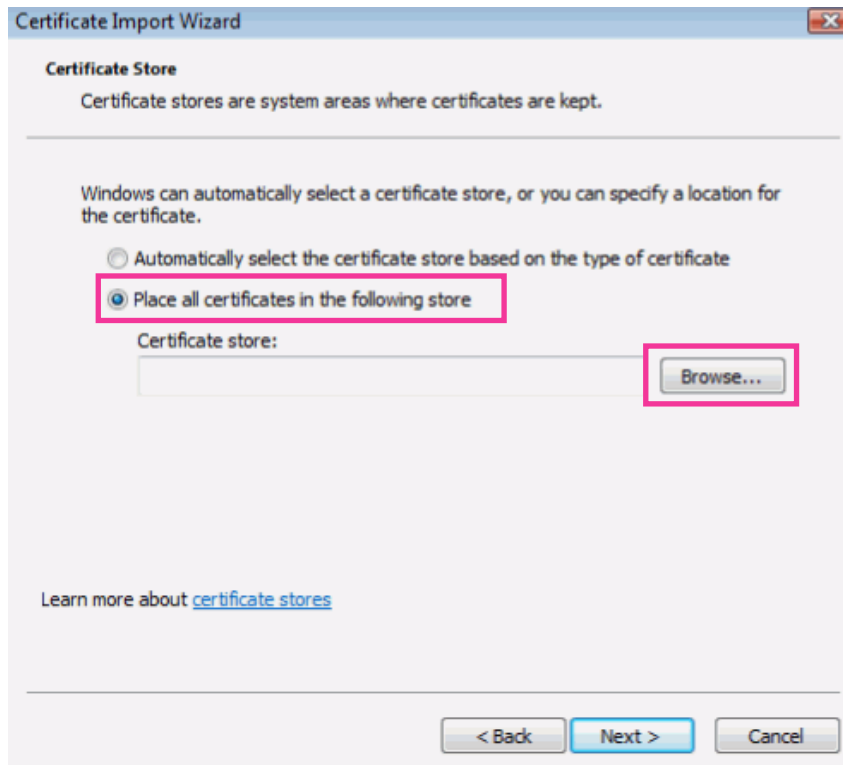 Certificate Import Wizard
Certificate Store
Certificate stores are system areas where certificates are kept.
Windows can automatically select a certificate store, or you can specify a location for
the certificate.
Automatically select the certificate store based on the type of certificate
Place all certificates in the following store
Certificate store:
Browse...
Learn more about certificate stores
< Back
Next >
Cancel